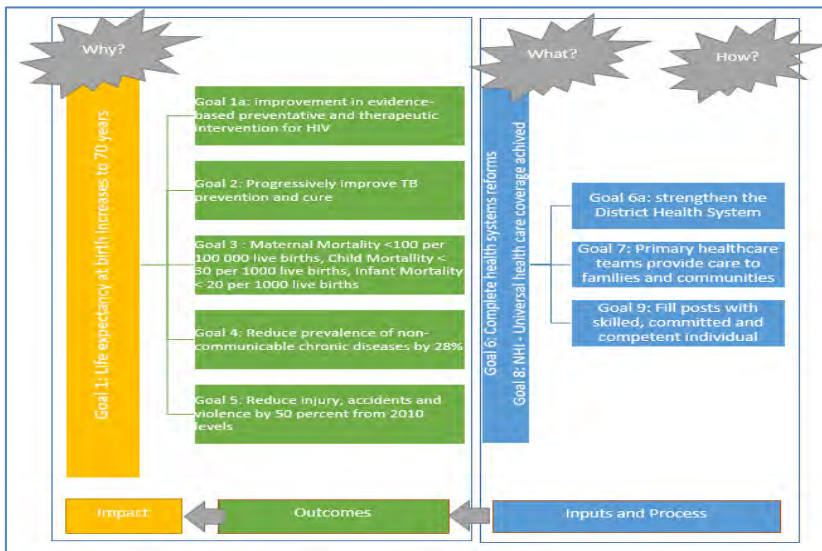 Why?
What?
How?
Goal 1: Life expectancy at birth Increases to 70 years
Goal 1a: improvement in evidence-
based preventative and therapeutic
intervention for HIV
Goal 2: Progressively improve TB
prevention and cure
Goal 3 : Maternal Mortality <100 per
100 000 live births, Child Mortallity <
30 per 1000 live births, Infant Mortality
< 20 per 1000 live births
Goal 4: Reduce prevalence of non-
communicable chronic diseases by 28%
Goal 5: Reduce injury, accidents and
violence by 50 percent from 2010
levels
Goal 6: Complete health systems reforms
Goal 8: NHI - Universal health care coverage achived
Goal 6a: strengthen the
District Health System
Goal 7: Primary healthcare
teams provide care to
families and communities
Goal 9: Fill posts with
skilled, committed and
competent individual
Impact
Outcomes
Inputs and Process